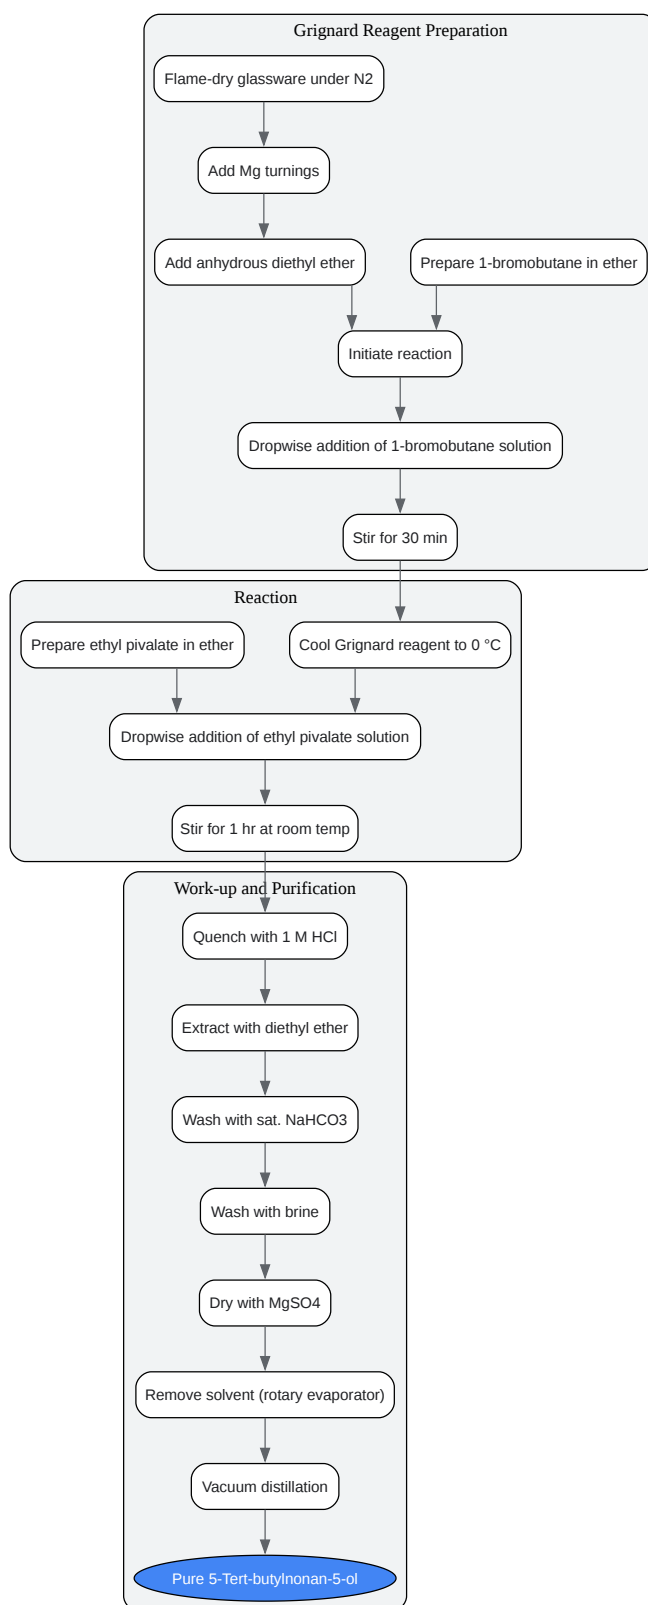 Grignard Reagent Preparation
Flame-dry glassware under N2
Add Mg turnings
Add anhydrous diethyl ether
Prepare 1-bromobutane in ether
Initiate reaction
Dropwise addition of 1-bromobutane solution
Stir for 30 min
Reaction
Prepare ethyl pivalate in ether
Cool Grignard reagent to 0 °C
Dropwise addition of ethyl pivalate solution
Stir for 1 hr at room temp
Work-up and Purification
Quench with 1 M HCl
Extract with diethyl ether
Wash with sat. NaHCO3
Wash with brine
Dry with MgSO4
Remove solvent (rotary evaporator)
Vacuum distillation
Pure 5-Tert-butylnonan-5-ol